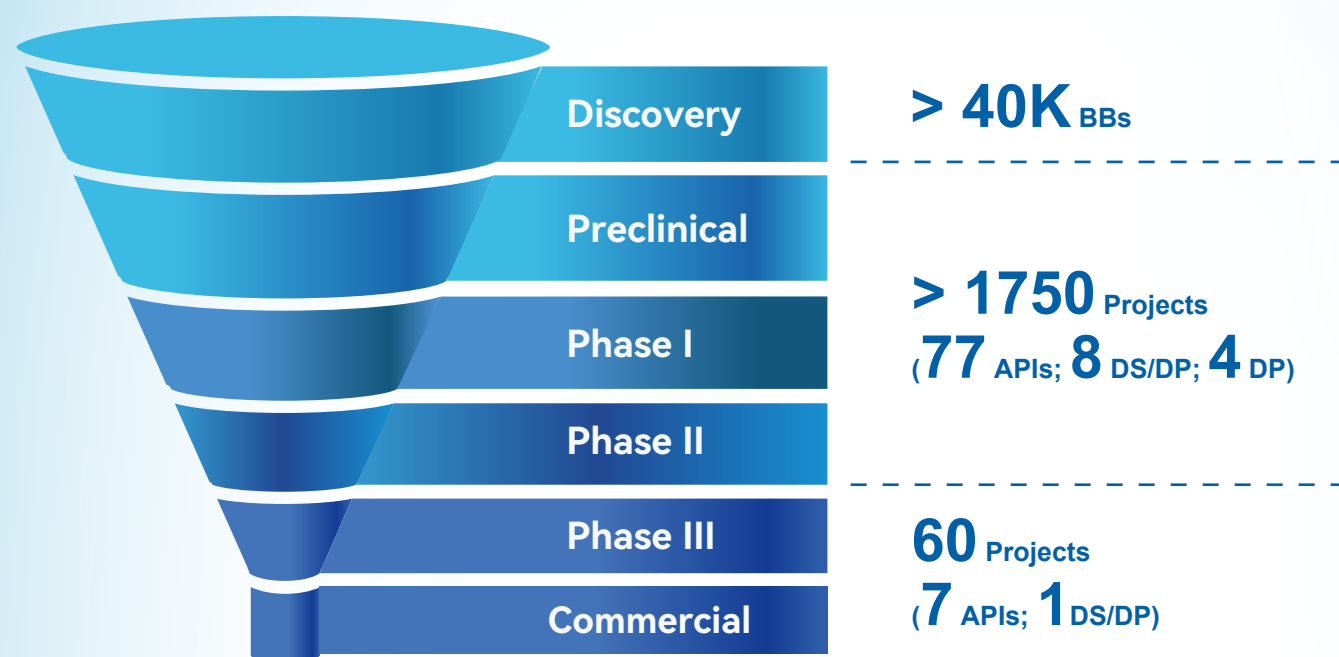 Discovery
> 40K BBs
Preclinical
> 1750 Projects
Phase I
(77 APIs; 8 DS/DP; 4 DP)
Phase II
Phase III
60 Projects
Commercial
(7 APIs; 1 DS/DP)